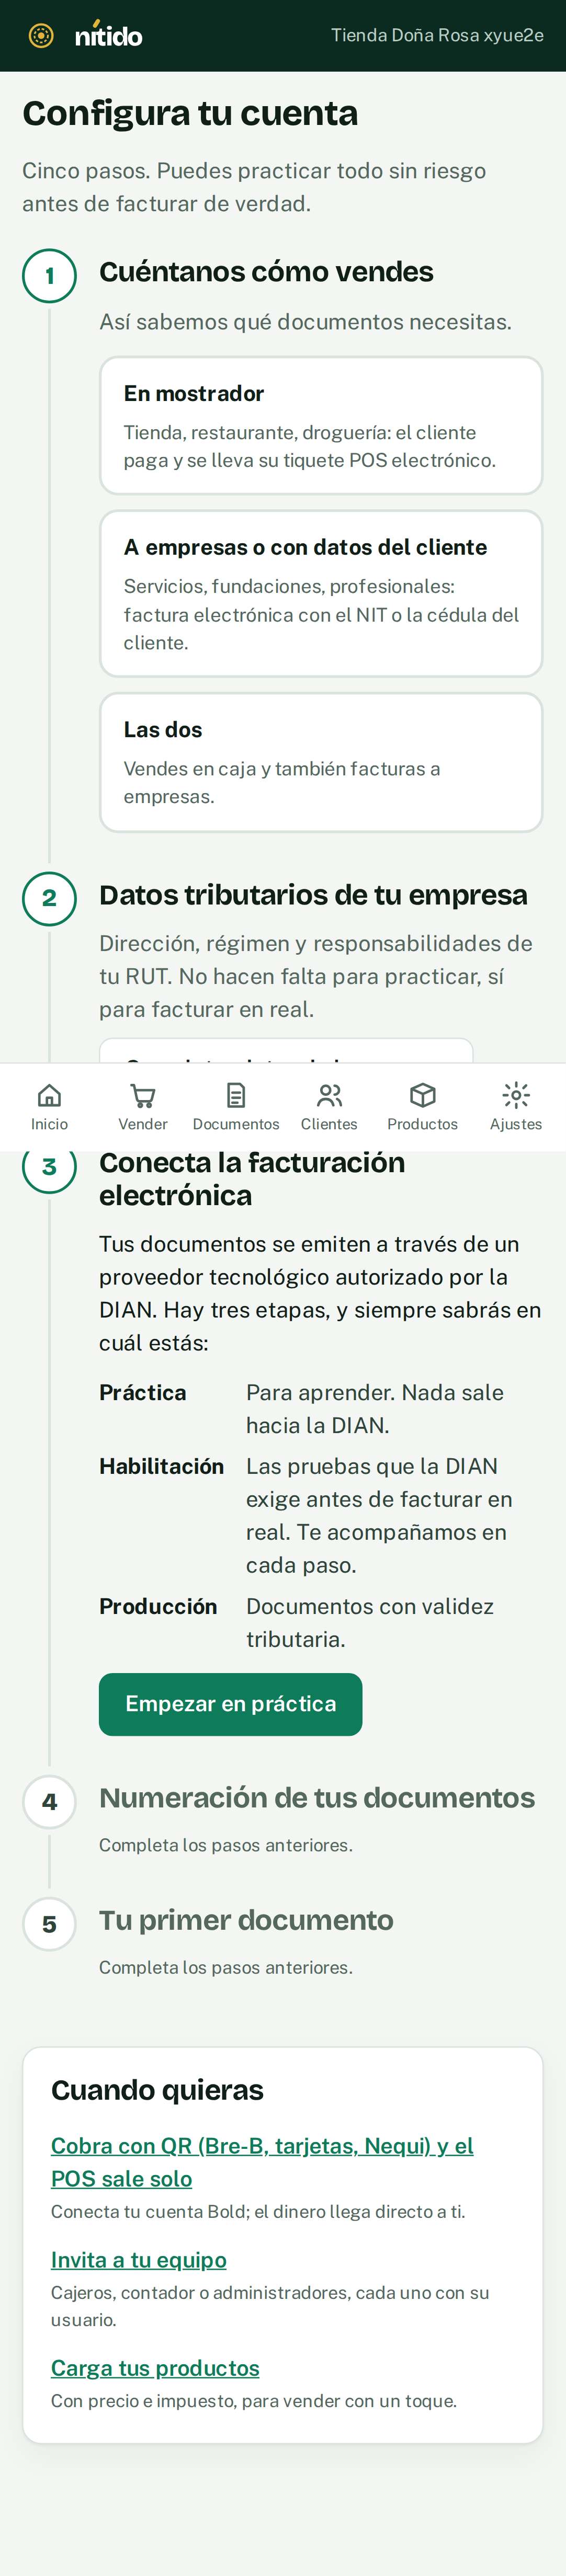 nítido
Tienda Doña Rosa xyue2e
Configura tu cuenta
Cinco pasos. Puedes practicar todo sin riesgo
antes de facturar de verdad.
1
Cuéntanos cómo vendes
Así sabemos qué documentos necesitas.
En mostrador
Tienda, restaurante, droguería: el cliente
paga y se lleva su tiquete POS electrónico.
A empresas o con datos del cliente
Servicios, fundaciones, profesionales:
factura electrónica con el NIT o la cédula del
cliente.
Las dos
Vendes en caja y también facturas a
empresas.
2
Datos tributarios de tu empresa
Dirección, régimen y responsabilidades de
tu RUT. No hacen falta para practicar, sí
para facturar en real.
Inicio
Vender
Documentos
Clientes
Productos
Ajustes
3
Conecta la facturación
electrónica
Tus documentos se emiten a través de un
proveedor tecnológico autorizado por la
DIAN. Hay tres etapas, y siempre sabrás en
cuál estás:
Práctica
Para aprender. Nada sale
hacia la DIAN.
Habilitación
Las pruebas que la DIAN
exige antes de facturar en
real. Te acompañamos en
cada paso.
Producción
Documentos con validez
tributaria.
Empezar en práctica
4
Numeración de tus documentos
Completa los pasos anteriores.
5
Tu primer documento
Completa los pasos anteriores.
Cuando quieras
Cobra con QR (Bre-B, tarjetas, Nequi) y el
POS sale solo
Conecta tu cuenta Bold; el dinero llega directo a ti.
Invita a tu equipo
Cajeros, contador o administradores, cada uno con su
usuario.
Carga tus productos
Con precio e impuesto, para vender con un toque.